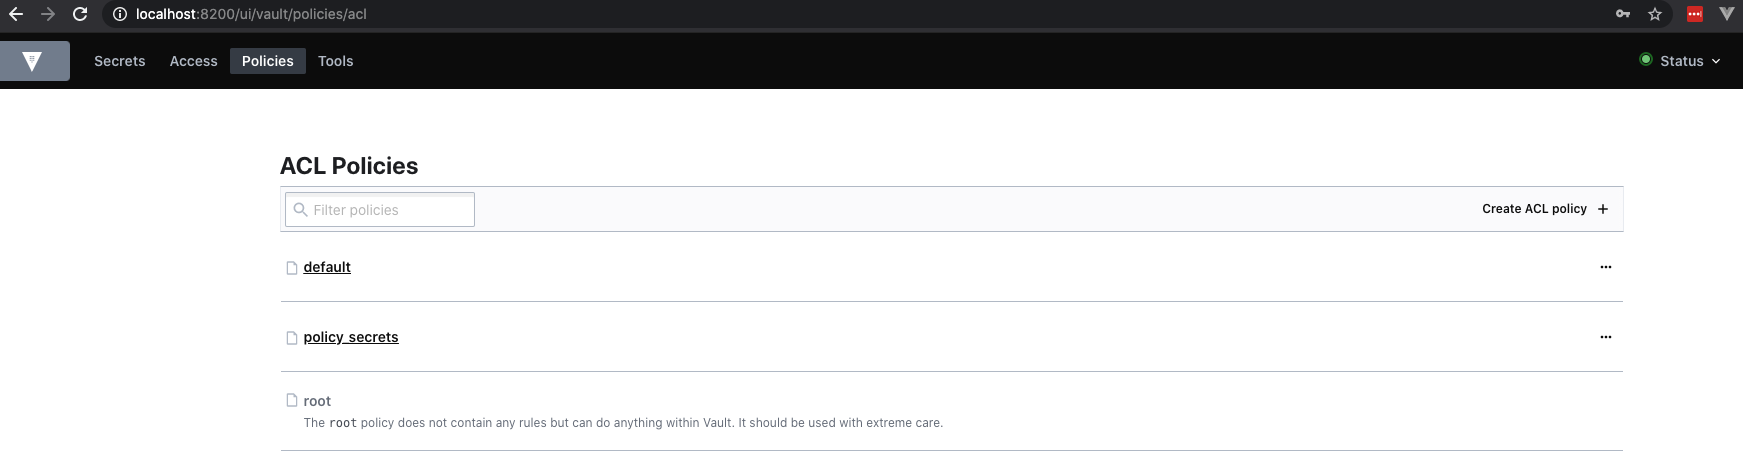 localhost:8200/ui/vault/policies/acl
Secrets Access Policies Tools Status
ACL Policies
Filter policies Create ACL policy +
default
policy_secrets
root
The root policy does not contain any rules but can do anything within Vault. It should be used with extreme care.